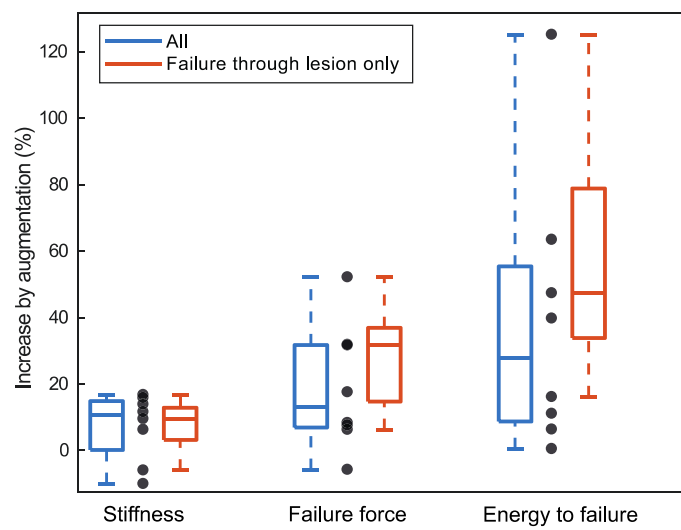 All
Failure through lesion only
Increase by augmentation (%)
120
100
80
60
40
20
0
Stiffness
Failure force
Energy to failure